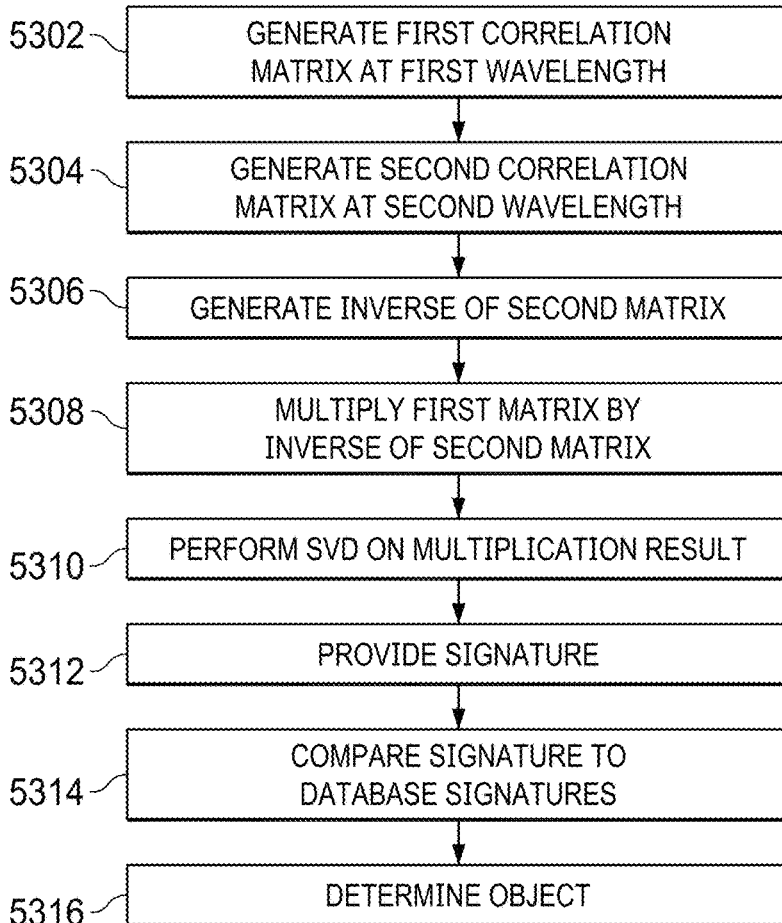 5302
GENERATE FIRST CORRELATION
MATRIX AT FIRST WAVELENGTH
5304
GENERATE SECOND CORRELATION
MATRIX AT SECOND WAVELENGTH
5306
GENERATE INVERSE OF SECOND MATRIX
5308
MULTIPLY FIRST MATRIX BY
INVERSE OF SECOND MATRIX
5310
PERFORM SVD ON MULTIPLICATION RESULT
5312
PROVIDE SIGNATURE
5314
COMPARE SIGNATURE TO
DATABASE SIGNATURES
5316
DETERMINE OBJECT